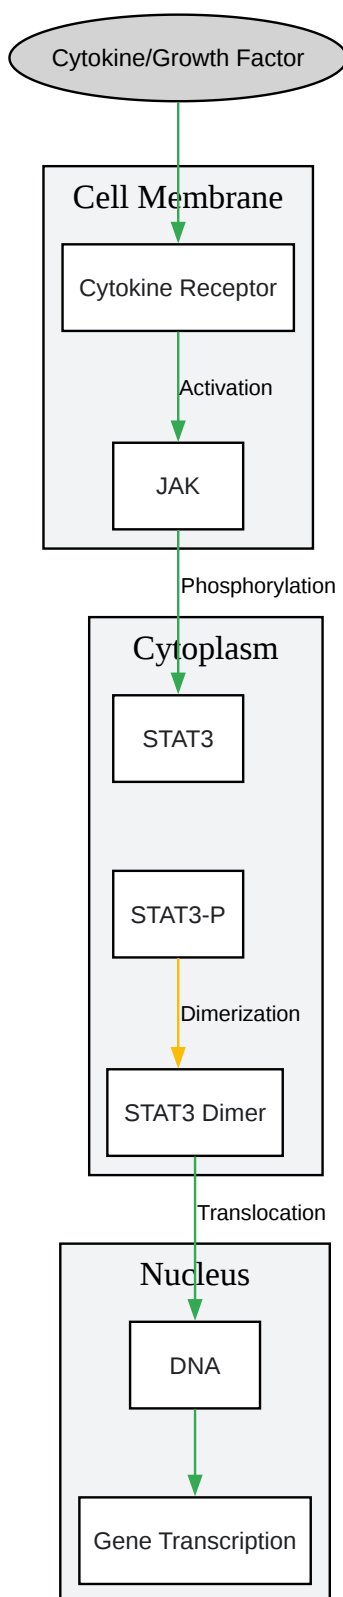 Cytokine/Growth Factor
Cell Membrane
Cytokine Receptor
Activation
JAK
Phosphorylation
Cytoplasm
STAT3
STAT3-P
Dimerization
STAT3 Dimer
Translocation
Nucleus
DNA
Gene Transcription